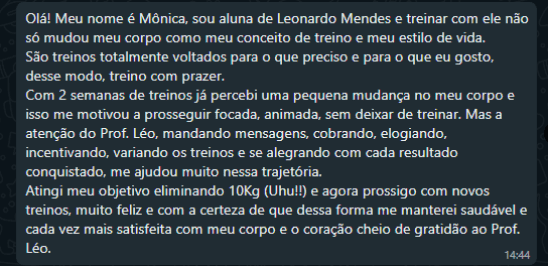 Olá! Meu nome é Mônica, sou aluna de Leonardo Mendes e treinar com ele não
só mudou meu corpo como meu conceito de treino e meu estilo de vida.
São treinos totalmente voltados para o que preciso e para o que eu gosto,
desse modo, treino com prazer.
Com 2 semanas de treinos já percebi uma pequena mudança no meu corpo e
isso me motivou a prosseguir focada, animada, sem deixar de treinar. Mas a
atenção do Prof. Léo, mandando mensagens, cobrando, elogiando,
incentivando, variando os treinos e se alegrando com cada resultado
conquistado, me ajudou muito nessa trajetória.
Atingi meu objetivo eliminando 10Kg (Uhu!!) e agora prossigo com novos
treinos, muito feliz e com a certeza de que dessa forma me manterei saudável e
cada vez mais satisfeita com meu corpo e o coração cheio de gratidão ao Prof.
Léo.
14:44